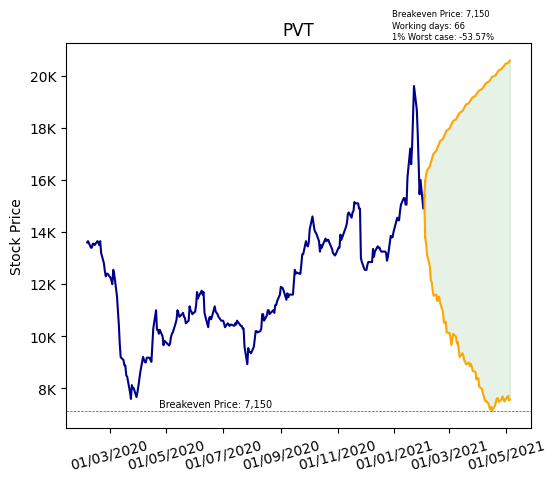 Breakeven Price: 7,150
Working days: 66
1% Worst case: -53.57%
PVT
Stock Price
20K
18K
16K
14K
12K
10K
8K
Breakeven Price: 7,150
01/03/2020
01/05/2020
01/07/2020
01/09/2020
01/11/2020
01/01/2021
01/03/2021
01/05/2021